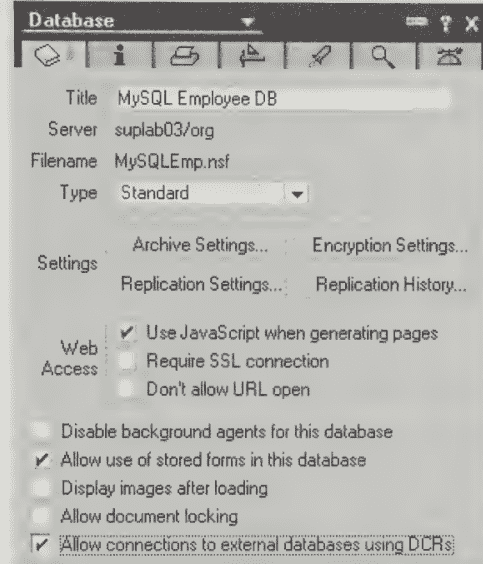 Database
Title MySQL Employee DB
Server suplab03/org
Filename MySQLEmp.nsf
Type Standard
Settings
Archive Settings... Encryption Settings...
Replication Settings... Replication History...
Web Access
Use JavaScript when generating pages
Require SSL connection
Don't allow URL open
Disable background agents for this database
Allow use of stored forms in this database
Display images after loading
Allow document locking
Allow connections to external databases using DCRs